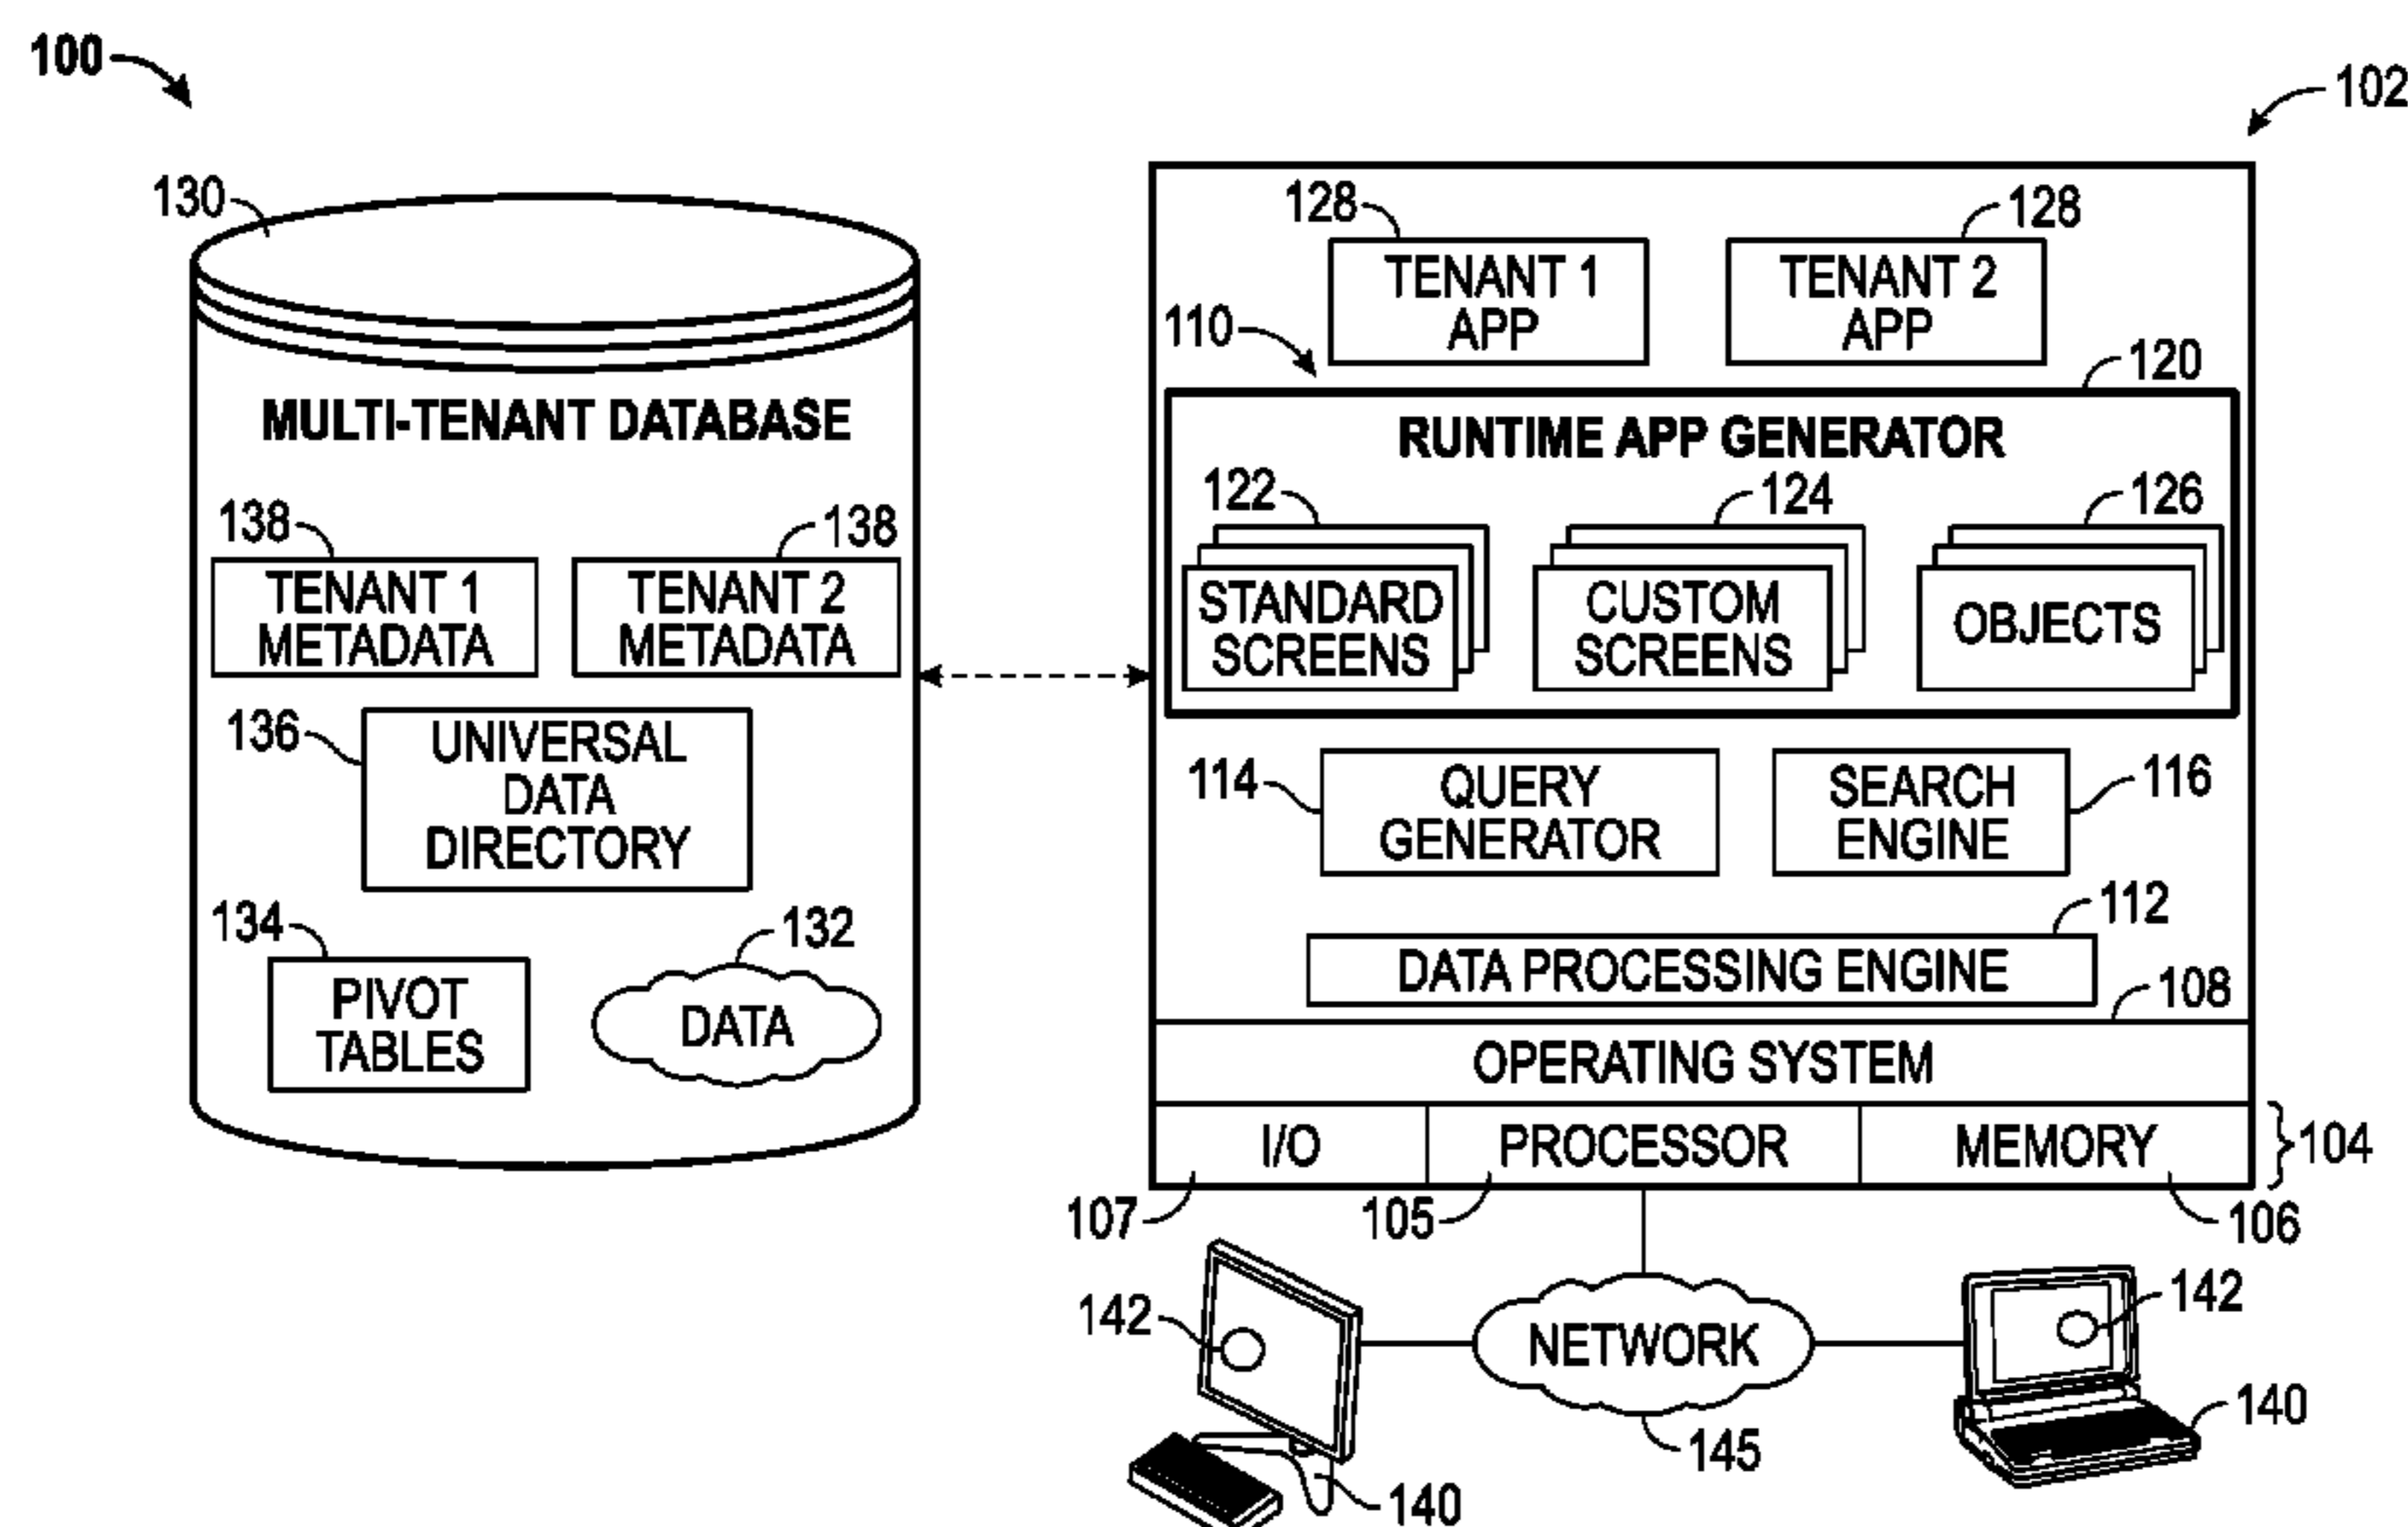 100
102
130
MULTI-TENANT DATABASE
138
138
TENANT 1
METADATA
TENANT 2
METADATA
136
UNIVERSAL
DATA
DIRECTORY
134
132
PIVOT
TABLES
DATA
128
128
TENANT 1
APP
TENANT 2
APP
110
120
RUNTIME APP GENERATOR
122
124
126
STANDARD
SCREENS
CUSTOM
SCREENS
OBJECTS
114
QUERY
GENERATOR
SEARCH
ENGINE
116
112
DATA PROCESSING ENGINE
108
OPERATING SYSTEM
I/O
PROCESSOR
MEMORY
104
107
105
106
142
NETWORK
142
145
140
140